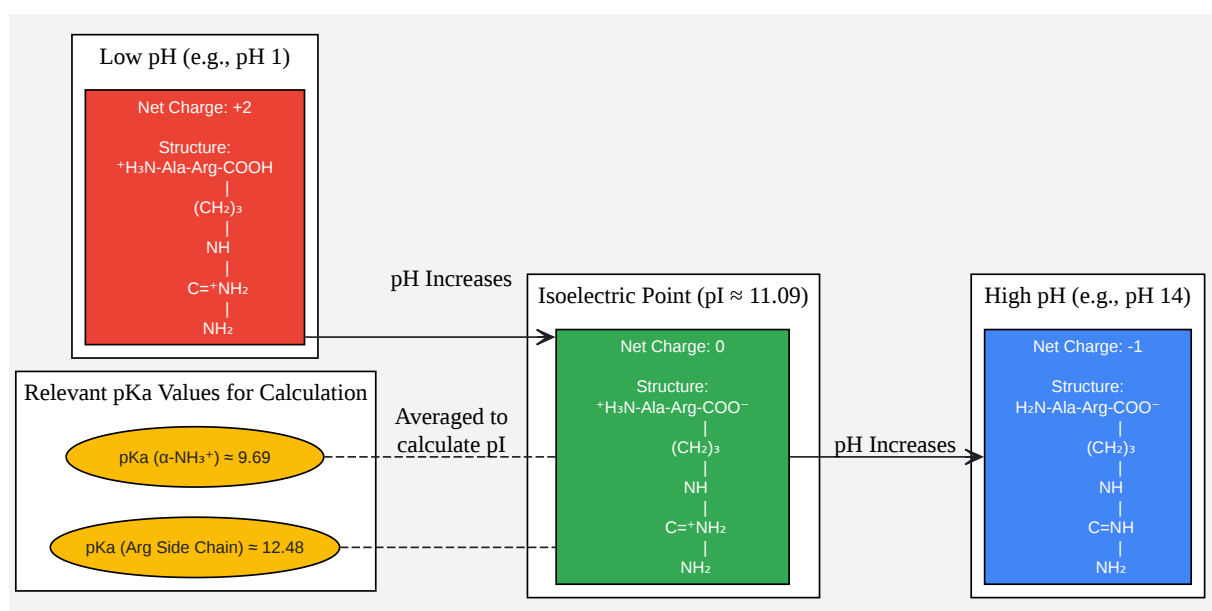 Low pH (e.g., pH 1)
Net Charge: +2
Structure:
⁺H₃N-Ala-Arg-COOH
|
(CH₂)₃
|
NH
|
C=⁺NH₂
|
NH₂
pH Increases
Isoelectric Point (pI ≈ 11.09)
Net Charge: 0
Structure:
⁺H₃N-Ala-Arg-COO⁻
|
(CH₂)₃
|
NH
|
C=⁺NH₂
|
NH₂
pH Increases
High pH (e.g., pH 14)
Net Charge: -1
Structure:
H₂N-Ala-Arg-COO⁻
|
(CH₂)₃
|
NH
|
C=NH
|
NH₂
Relevant pKa Values for Calculation
pKa (α-NH₃⁺) ≈ 9.69
pKa (Arg Side Chain) ≈ 12.48
Averaged to
calculate pI